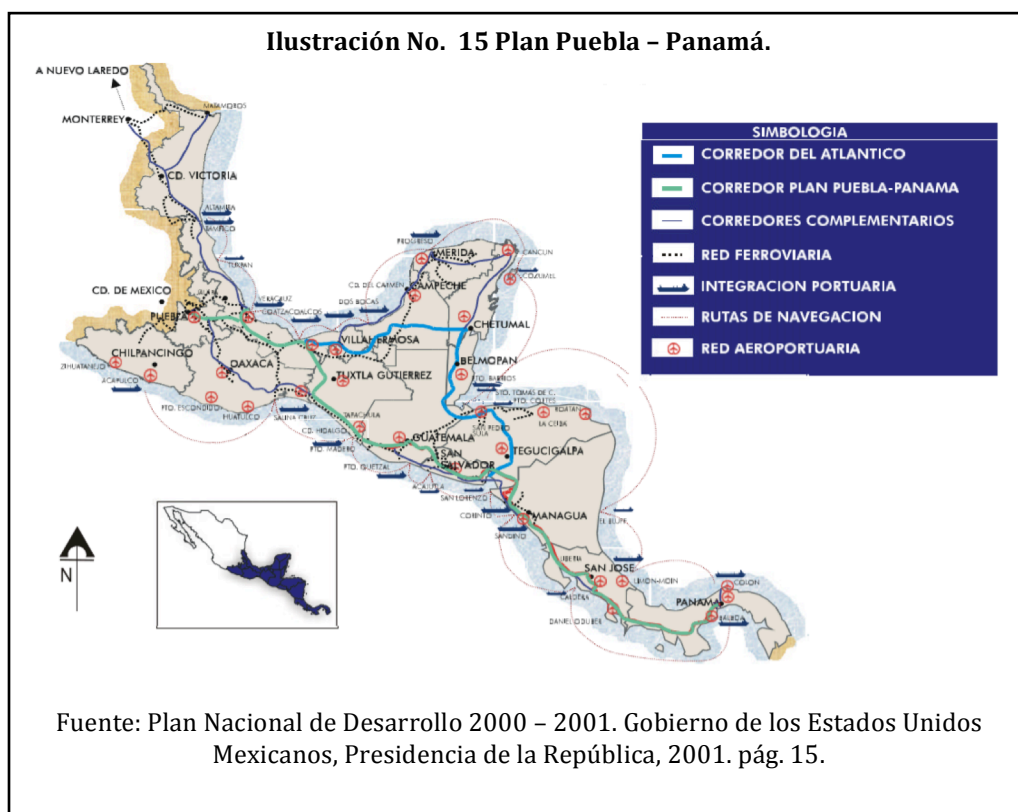 Ilustración No. 15 Plan Puebla – Panamá.
A NUEVO LAREDO
MATAMOROS
MONTERREY
CD. VICTORIA
ALTAMIRA
TAMPICO
TUXPAN
CD. DE MEXICO
VERACRUZ
PUEBLA
COATZACOALCOS
DOS BOCAS
CD. DEL CARMEN
PROGRESO
MERIDA
CANCUN
COZUMEL
CAMPECHE
CHETUMAL
VILLAHERMOSA
BELMOPAN
CHILPANCINGO
OAXACA
TUXTLA GUTIERREZ
ZIHUATANEJO
ACAPULCO
PTO. ESCONDIDO
HUATULCO
SALINA CRUZ
TAPACHULA
CD. HIDALGO
PTO. MADERO
PTO. BARRIOS
STO. TOMAS DE C.
PTO. CORTES
ROATAN
LA CEIBA
SAN PEDRO
SULA
GUATEMALA
SAN
SALVADOR
TEGUCIGALPA
PTO. QUETZAL
ACAJUTLA
SAN LORENZO
CORINTO
MANAGUA
SANDINO
EL BLUFF
LIBERIA
SAN JOSE
LIMON-MOIN
CALDERA
COLON
PANAMA
BALBOA
SIMBOLOGIA
CORREDOR DEL ATLANTICO
CORREDOR PLAN PUEBLA-PANAMA
CORREDORES COMPLEMENTARIOS
RED FERROVIARIA
INTEGRACION PORTUARIA
RUTAS DE NAVEGACION
RED AEROPORTUARIA
N
Fuente: Plan Nacional de Desarrollo 2000 – 2001. Gobierno de los Estados Unidos
Mexicanos, Presidencia de la República, 2001. pág. 15.